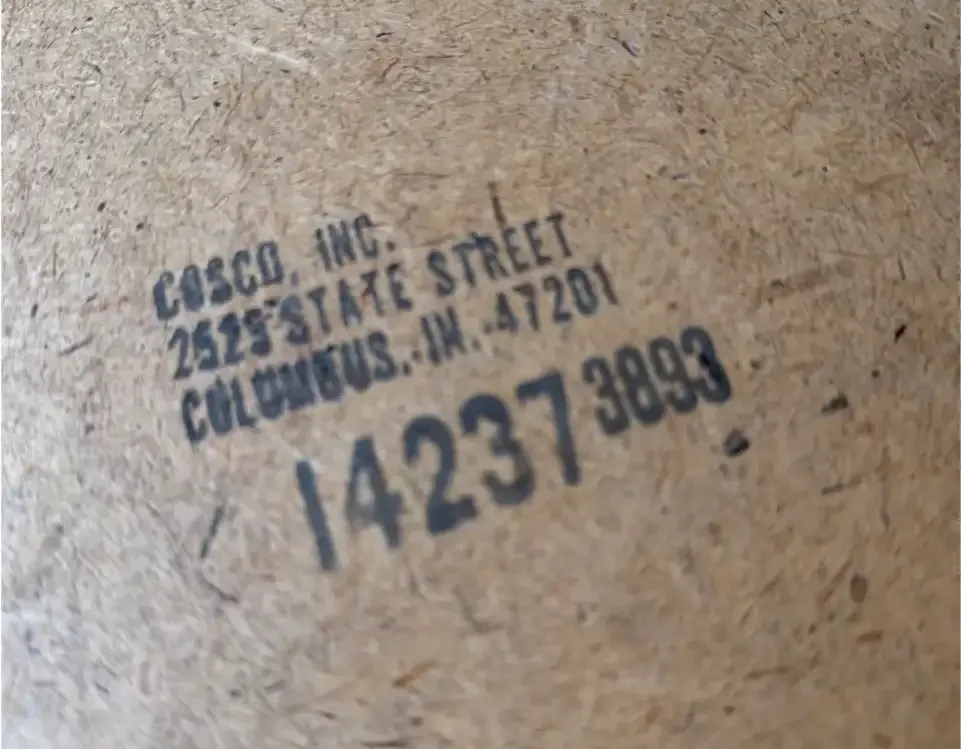 COSCO, INC.
2525 STATE STREET
COLUMBUS, IN. 47201
14237 3893